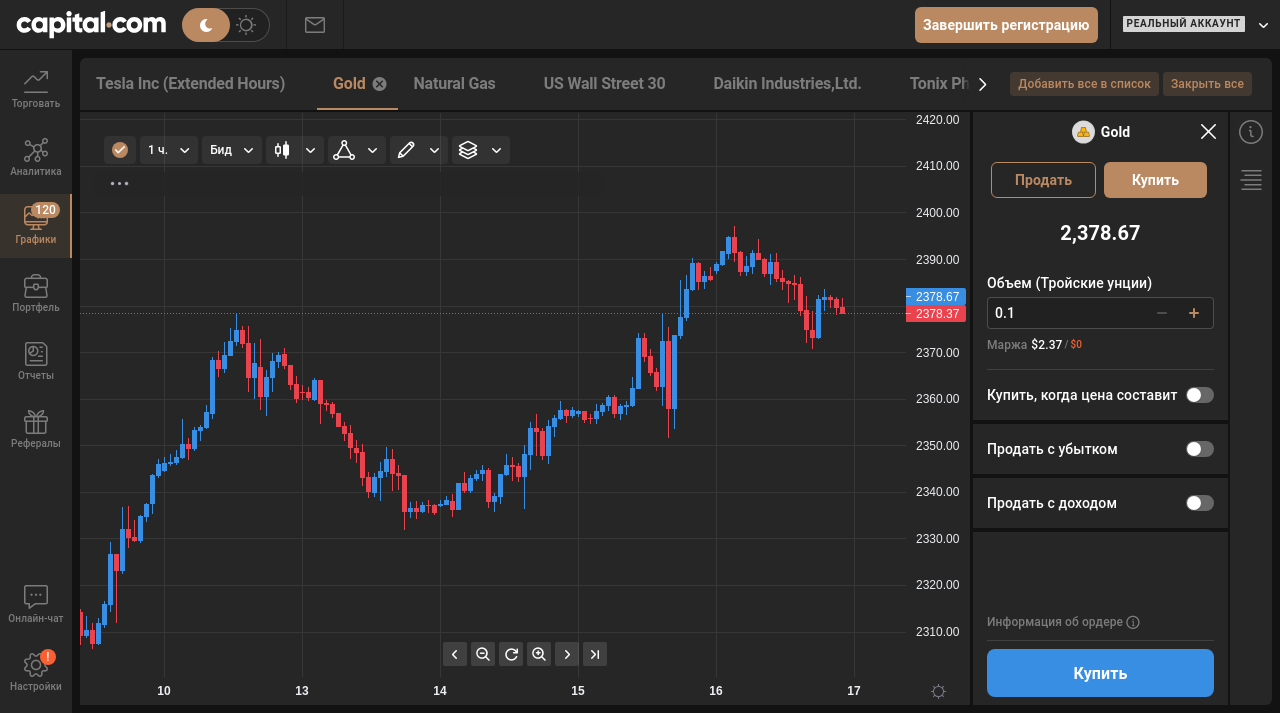 capital.com
Завершить регистрацию
РЕАЛЬНЫЙ АККАУНТ
Торговать
Аналитика
120
Графики
Портфель
Отчеты
Рефералы
Онлайн-чат
!
Настройки
Tesla Inc (Extended Hours)
Gold
Natural Gas
US Wall Street 30
Daikin Industries,Ltd.
Tonix Ph
Добавить все в список
Закрыть все
1 ч.
Бид
2420.00
2410.00
2400.00
2390.00
2378.67
2378.37
2370.00
2360.00
2350.00
2340.00
2330.00
2320.00
2310.00
10
13
14
15
16
17
Gold
Продать
Купить
2,378.67
Объем (Тройские унции)
0.1
Маржа $2.37 / $0
Купить, когда цена составит
Продать с убытком
Продать с доходом
Информация об ордере
Купить